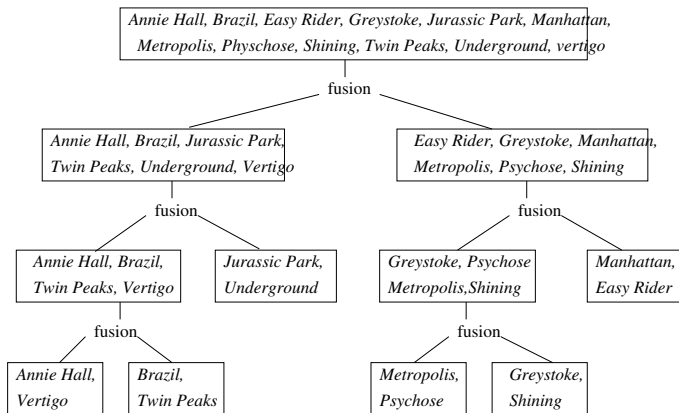 Annie Hall, Brazil, Easy Rider, Greystoke, Jurassic Park, Manhattan,
Metropolis, Physchose, Shining, Twin Peaks, Underground, vertigo
fusion
Annie Hall, Brazil, Jurassic Park,
Twin Peaks, Underground, Vertigo
Easy Rider, Greystoke, Manhattan,
Metropolis, Psychose, Shining
fusion
fusion
Annie Hall, Brazil,
Twin Peaks, Vertigo
Jurassic Park,
Underground
Greystoke, Psychose
Metropolis,Shining
Manhattan,
Easy Rider
fusion
fusion
Annie Hall,
Vertigo
Brazil,
Twin Peaks
Metropolis,
Psychose
Greystoke,
Shining